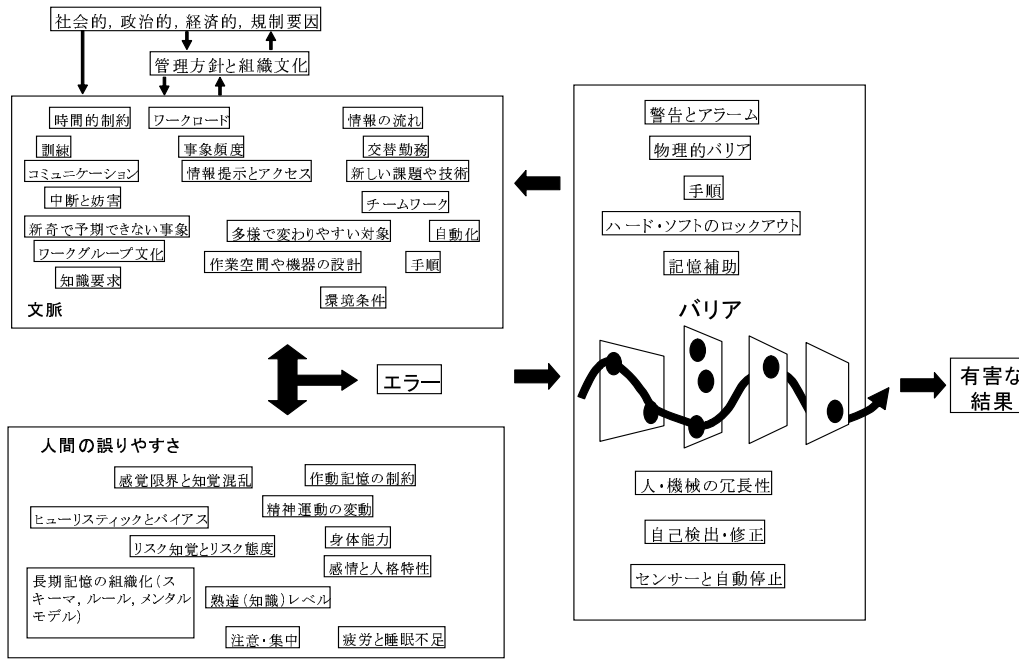 社会的, 政治的, 経済的, 規制要因
管理方針と組織文化
時間的制約
ワークロード
情報の流れ
訓練
事象頻度
交替勤務
コミュニケーション
情報提示とアクセス
新しい課題や技術
中断と妨害
チームワーク
新奇で予期できない事象
多様で変わりやすい対象
自動化
ワークグループ文化
作業空間や機器の設計
手順
知識要求
環境条件
文脈
エラー
人間の誤りやすさ
感覚限界と知覚混乱
作動記憶の制約
精神運動の変動
ヒューリスティックとバイアス
身体能力
リスク知覚とリスク態度
感情と人格特性
長期記憶の組織化(ス
キーマ, ルール, メンタル
モデル)
熟達(知識)レベル
注意・集中
疲労と睡眠不足
警告とアラーム
物理的バリア
手順
ハード・ソフトのロックアウト
記憶補助
バリア
人・機械の冗長性
自己検出・修正
センサーと自動停止
有害な
結果